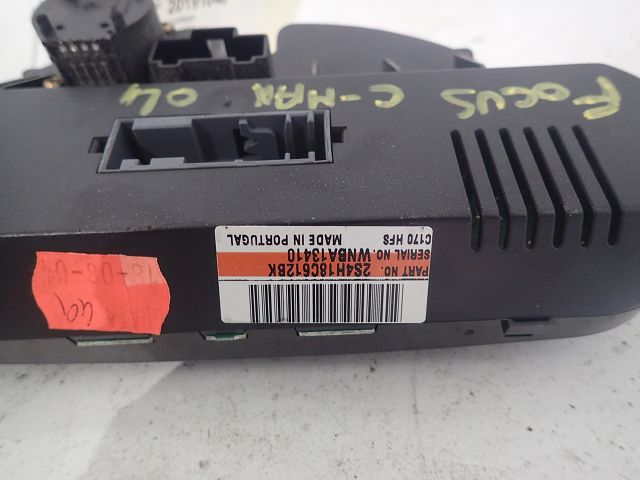 FOCUS C-MAX 04
PART NO. 2S4H18C612BK
SERIAL NO. WNBA13410
C170 HFS MADE IN PORTUGAL